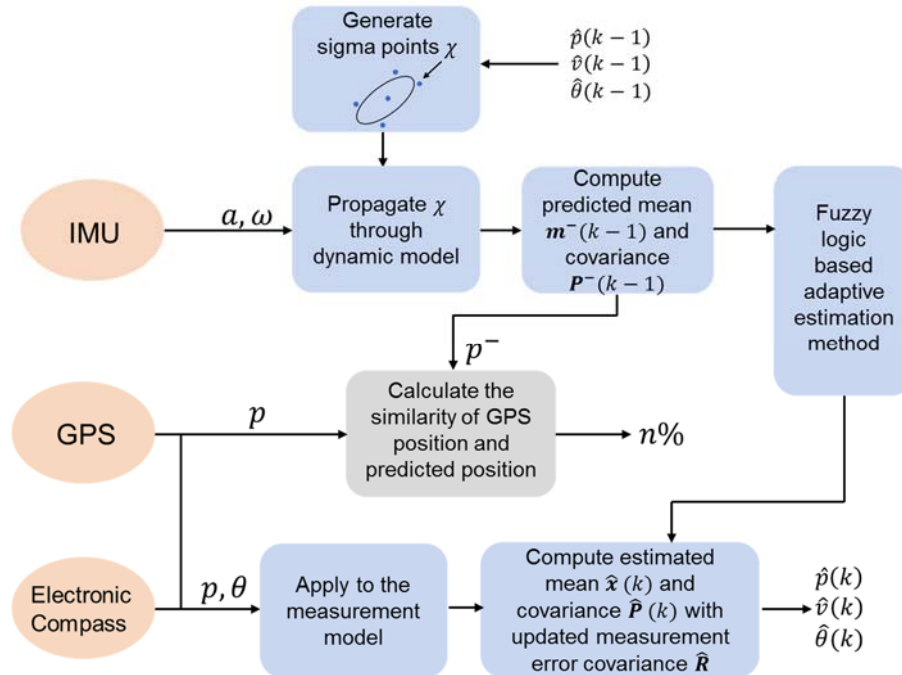 Generate
sigma points χ
p̂(k − 1)
v̂(k − 1)
θ̂(k − 1)
IMU
a, ω
Propagate χ
through
dynamic model
Compute
predicted mean
m⁻(k − 1) and
covariance
P⁻(k − 1)
Fuzzy
logic
based
adaptive
estimation
method
p⁻
GPS
p
Calculate the
similarity of GPS
position and
predicted position
n%
Electronic
Compass
p, θ
Apply to the
measurement
model
Compute estimated
mean x̂ (k) and
covariance P̂ (k) with
updated measurement
error covariance R̂
p̂(k)
v̂(k)
θ̂(k)